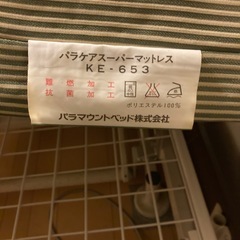 パラケアスーパーマットレス
KE-653
難燃加工
抗菌加工
ポリエステル100%
パラマウントベッド株式会社